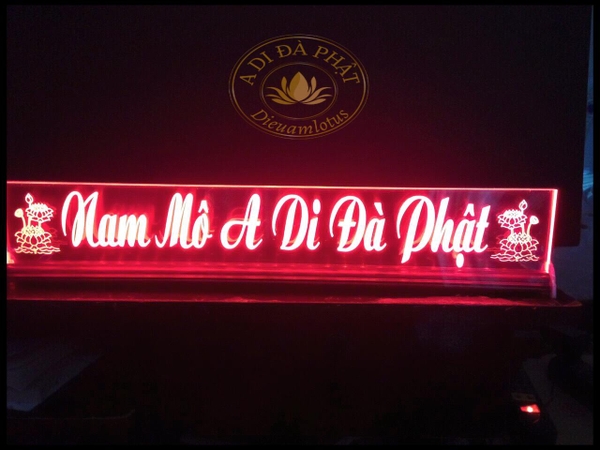 A DI ĐÀ PHẬT
Dieuamlotus
Nam Mô A Di Đà Phật